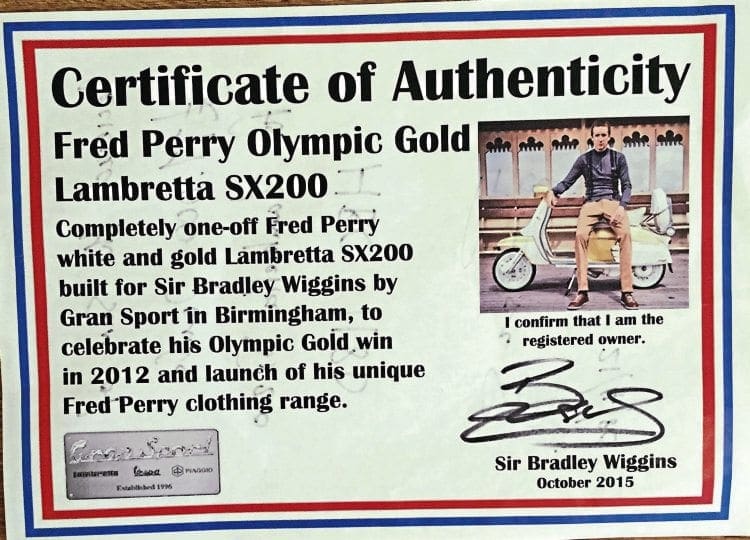 Certificate of Authenticity
Fred Perry Olympic Gold
Lambretta SX200
Completely one-off Fred Perry
white and gold Lambretta SX200
built for Sir Bradley Wiggins by
Gran Sport in Birmingham, to
celebrate his Olympic Gold win
in 2012 and launch of his unique
Fred Perry clothing range.
I confirm that I am the
registered owner.
Sir Bradley Wiggins
October 2015
Gran Sport
Lambretta Vespa PIAGGIO
Established 1996